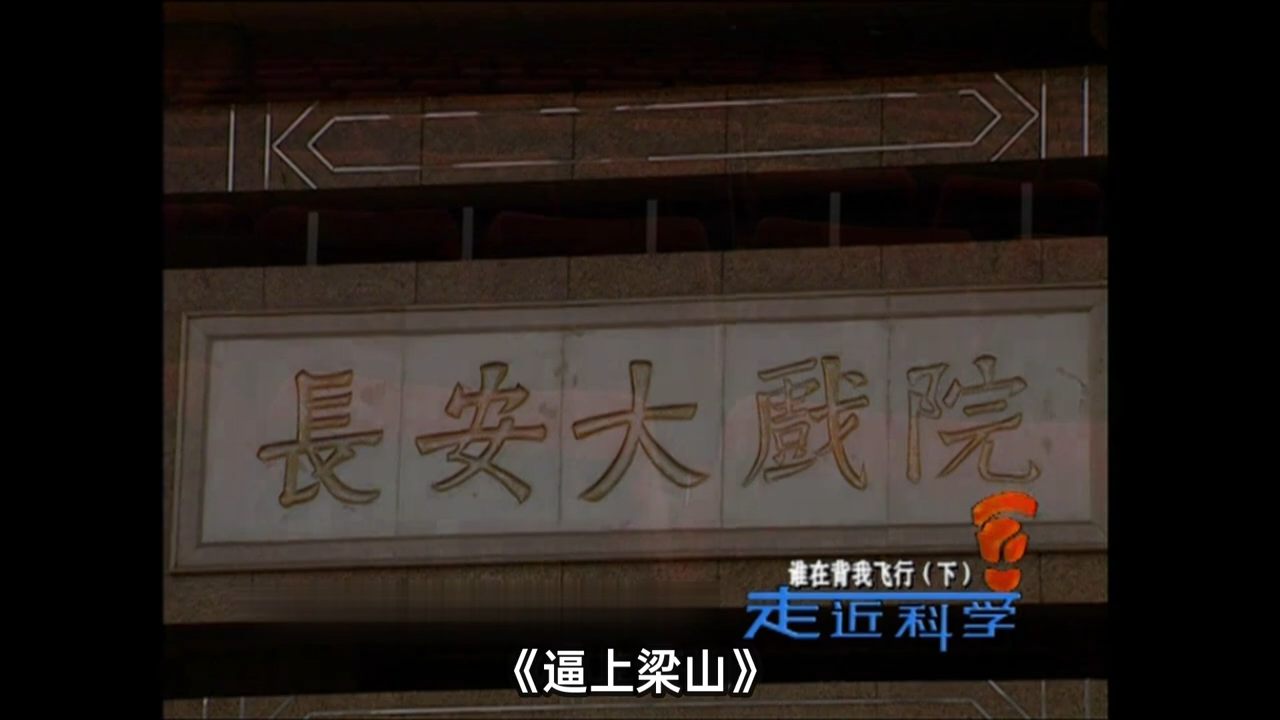 長安大戲院
谁在背我飞行（下）
走近科学
《逼上梁山》